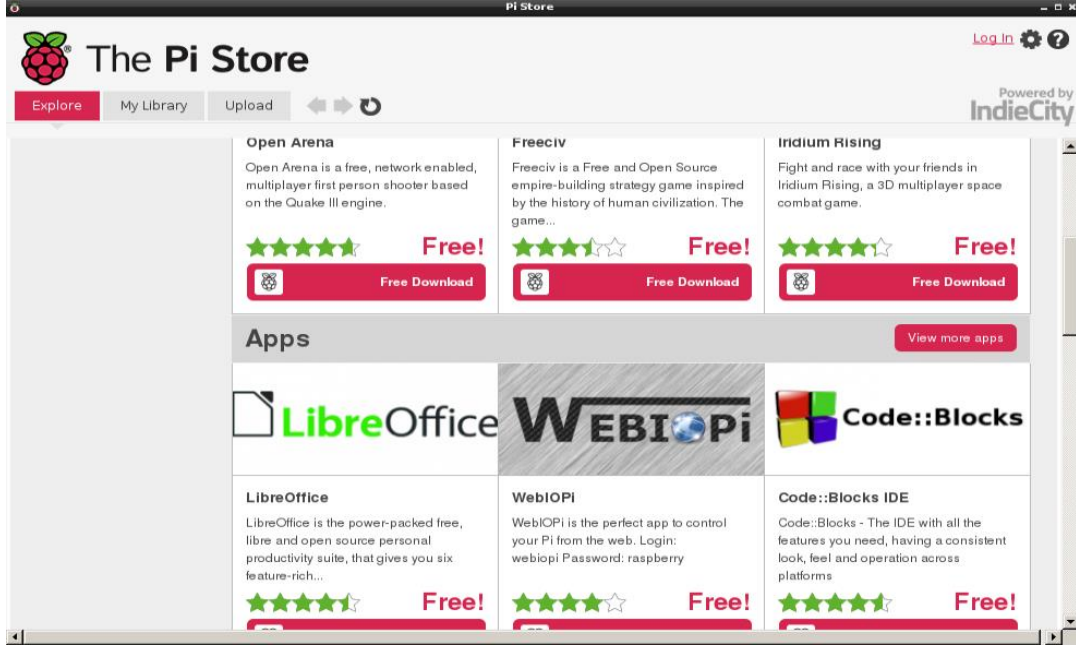 Pi Store
The Pi Store
Log In
Explore
My Library
Upload
Powered by
IndieCity
Open Arena
Open Arena is a free, network enabled,
multiplayer first person shooter based
on the Quake III engine.
Free!
Free Download
Freeciv
Freeciv is a Free and Open Source
empire-building strategy game inspired
by the history of human civilization. The
game...
Free!
Free Download
Iridium Rising
Fight and race with your friends in
Iridium Rising, a 3D multiplayer space
combat game.
Free!
Free Download
Apps
View more apps
LibreOffice
WEBIOPi
Code::Blocks
LibreOffice
LibreOffice is the power-packed free,
libre and open source personal
productivity suite, that gives you six
feature-rich...
Free!
WebIOPi
WebIOPi is the perfect app to control
your Pi from the web. Login:
webiopi Password: raspberry
Free!
Code::Blocks IDE
Code::Blocks - The IDE with all the
features you need, having a consistent
look, feel and operation across
platforms
Free!